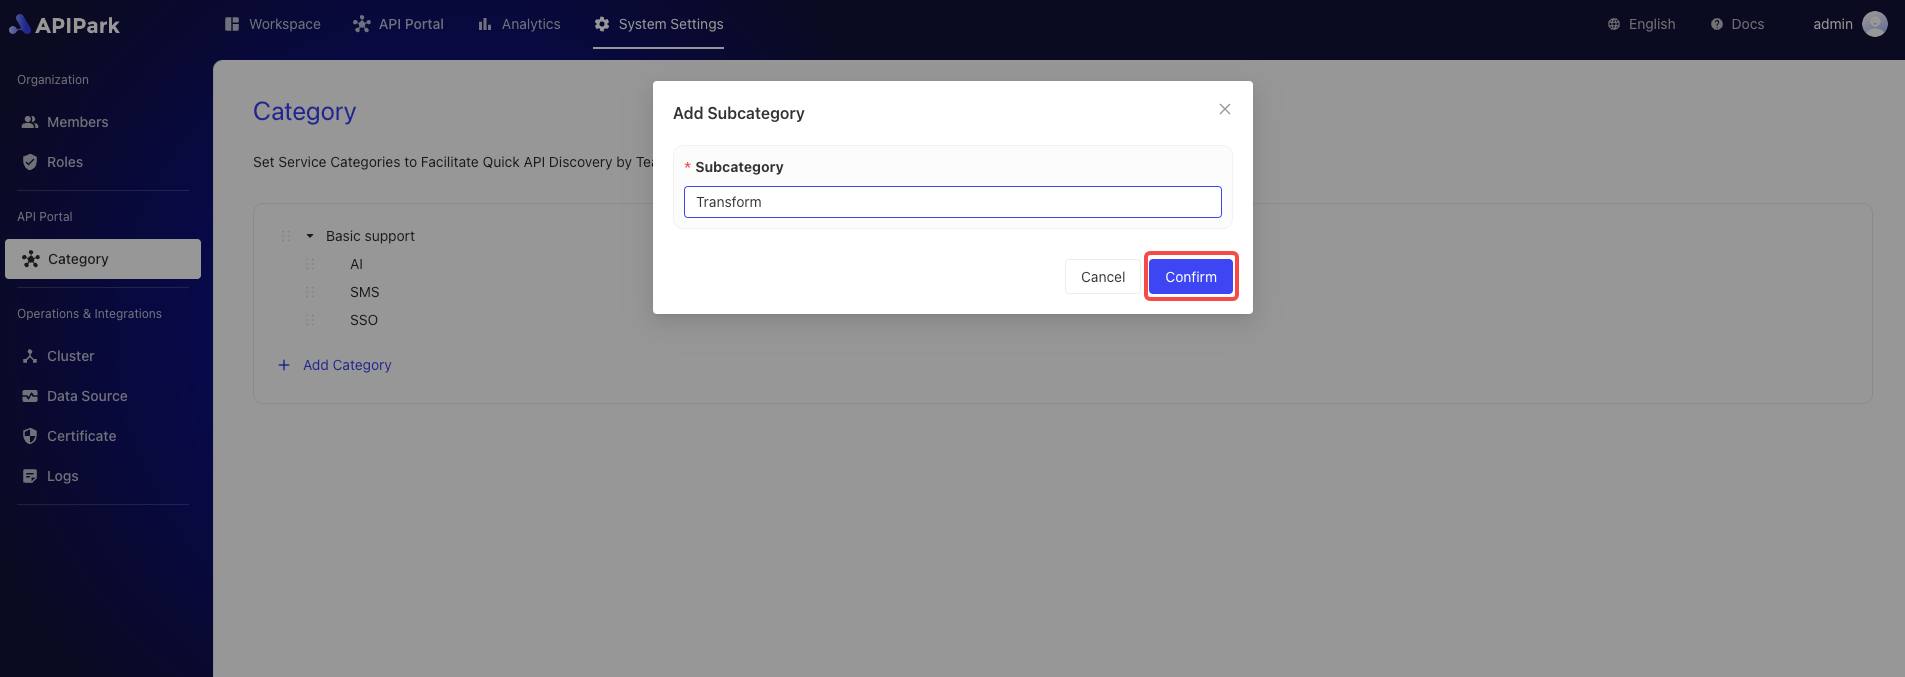 APIPark
Workspace
API Portal
Analytics
System Settings
English
Docs
admin
Organization
Members
Roles
API Portal
Category
Operations & Integrations
Cluster
Data Source
Certificate
Logs
Category
Set Service Categories to Facilitate Quick API Discovery by
Basic support
AI
SMS
SSO
Add Category
Add Subcategory
* Subcategory
Transform
Cancel
Confirm